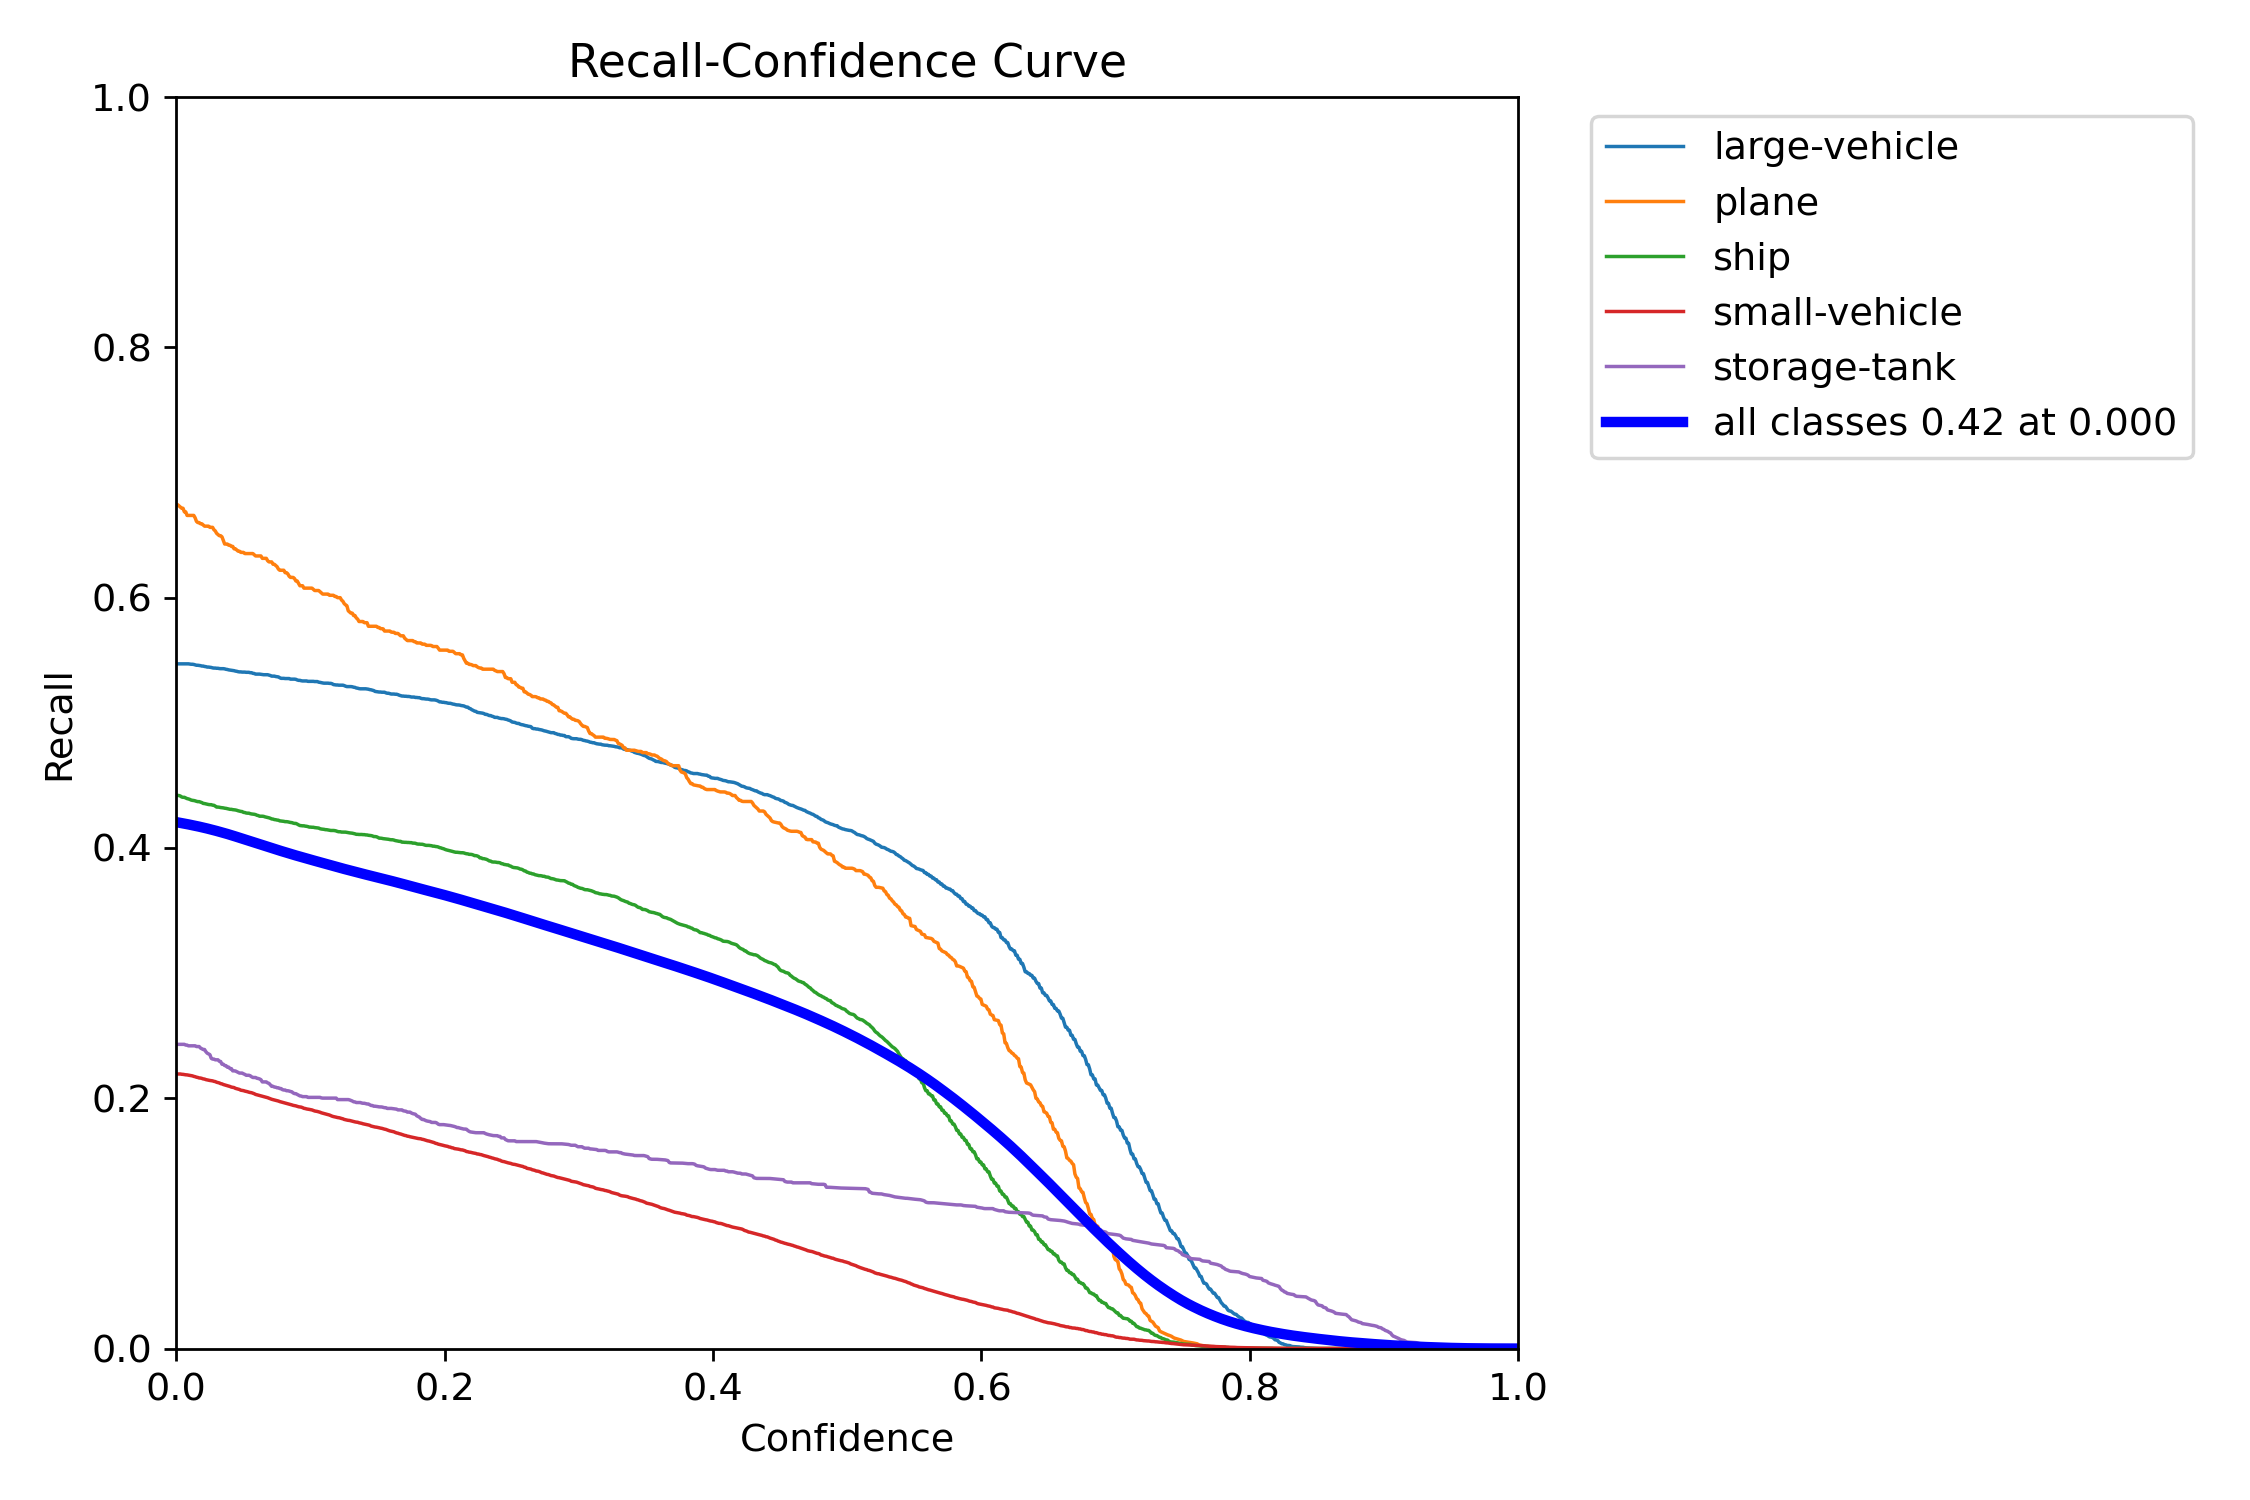 Recall-Confidence Curve
1.0
0.8
0.6
0.4
0.2
0.0
Recall
0.0 0.2 0.4 0.6 0.8 1.0
Confidence
large-vehicle
plane
ship
small-vehicle
storage-tank
all classes 0.42 at 0.000